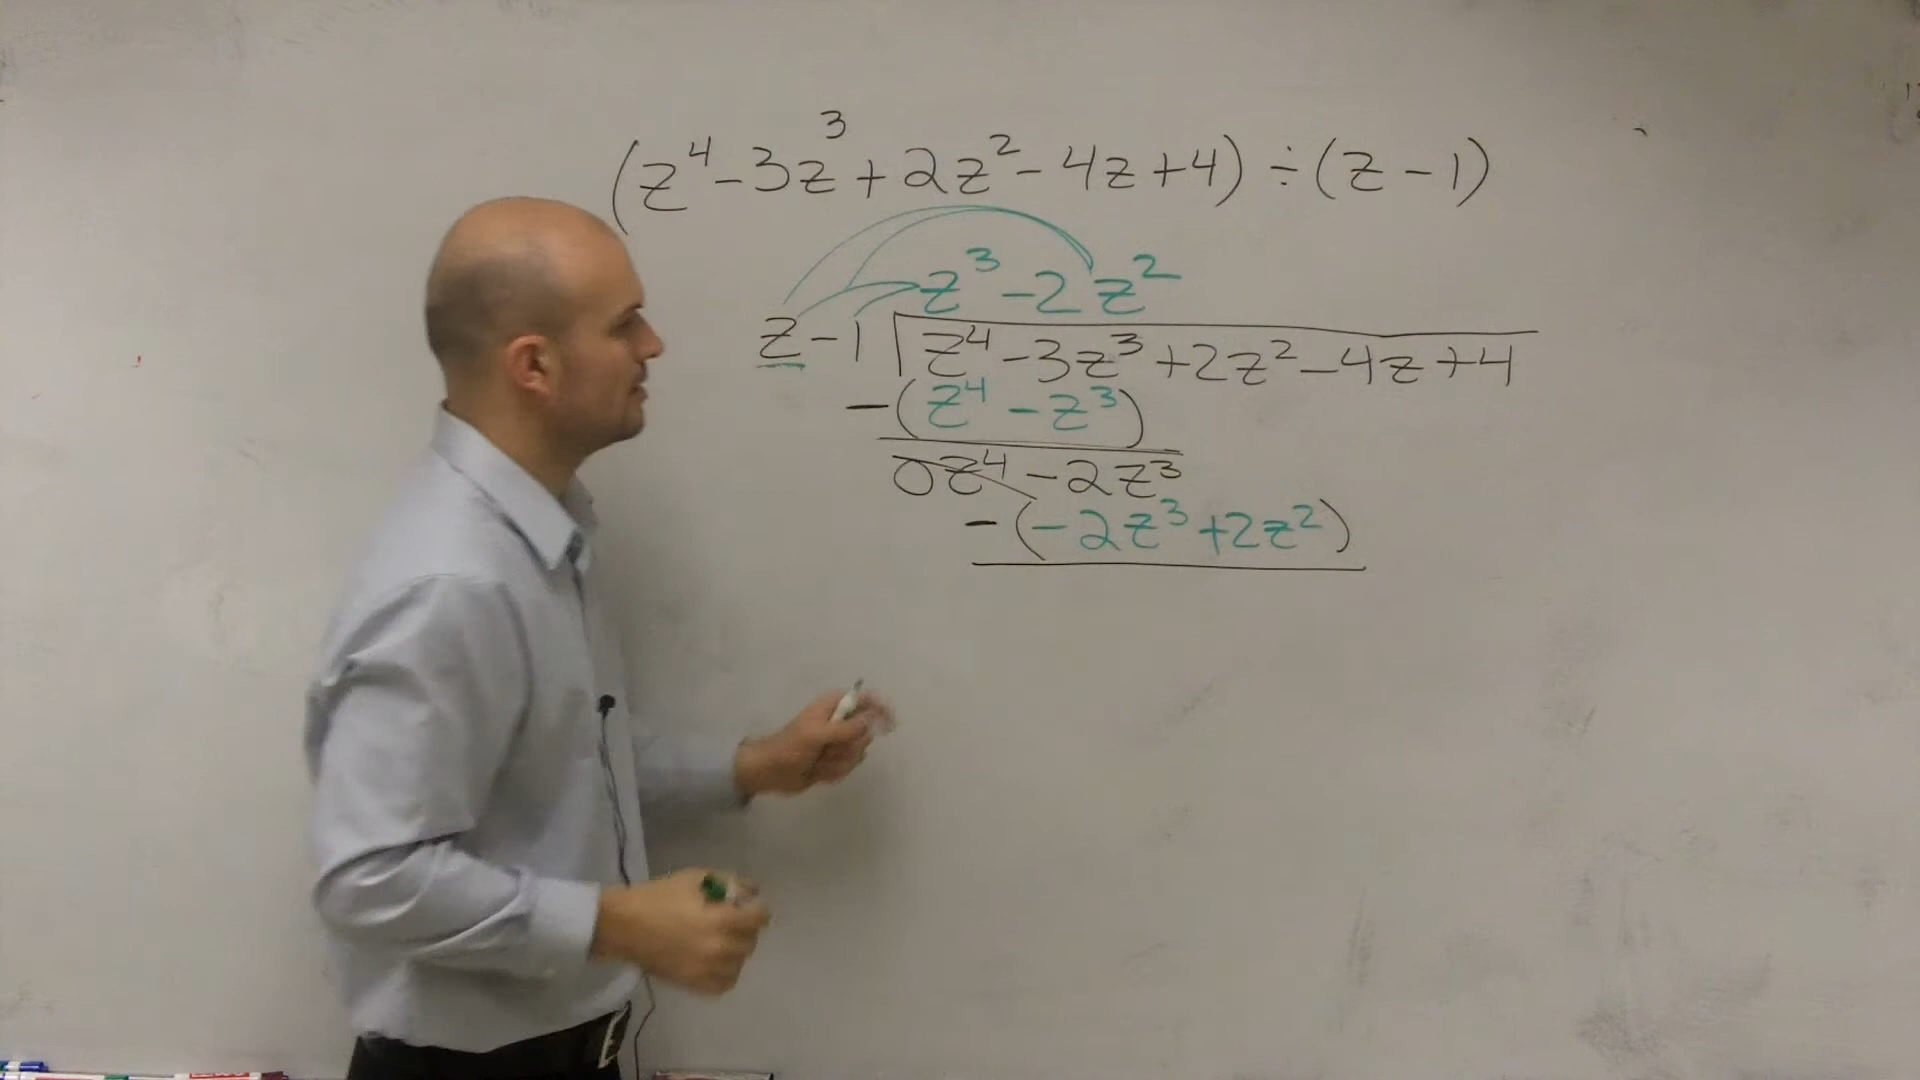 (z⁴ - 3z³ + 2z² - 4z + 4) ÷ (z - 1)
z³ - 2z²
z - 1 z⁴ - 3z³ + 2z² - 4z + 4
- (z⁴ - z³)
0z⁴ - 2z³
- (-2z³ + 2z²)